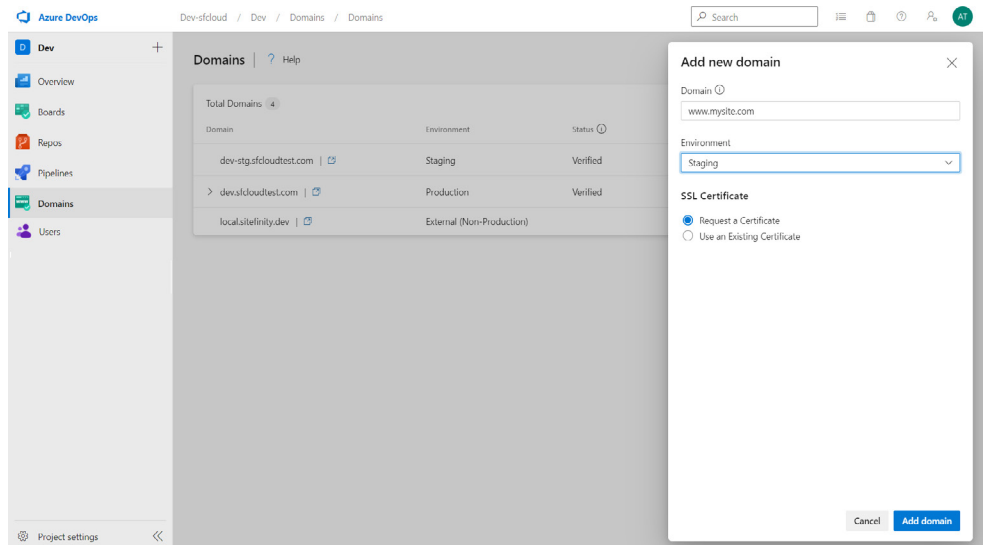 Azure DevOps
Dev-sfcloud / Dev / Domains / Domains
Search
AT
D Dev
Overview
Boards
Repos
Pipelines
Domains
Users
Project settings
Domains | ? Help
Total Domains 4
Domain Environment Status
dev-stg.sfcloudtest.com | Staging Verified
dev.sfcloudtest.com | Production Verified
local.sitefinity.dev | External (Non-Production)
Add new domain
Domain
www.mysite.com
Environment
Staging
SSL Certificate
Request a Certificate
Use an Existing Certificate
Cancel Add domain